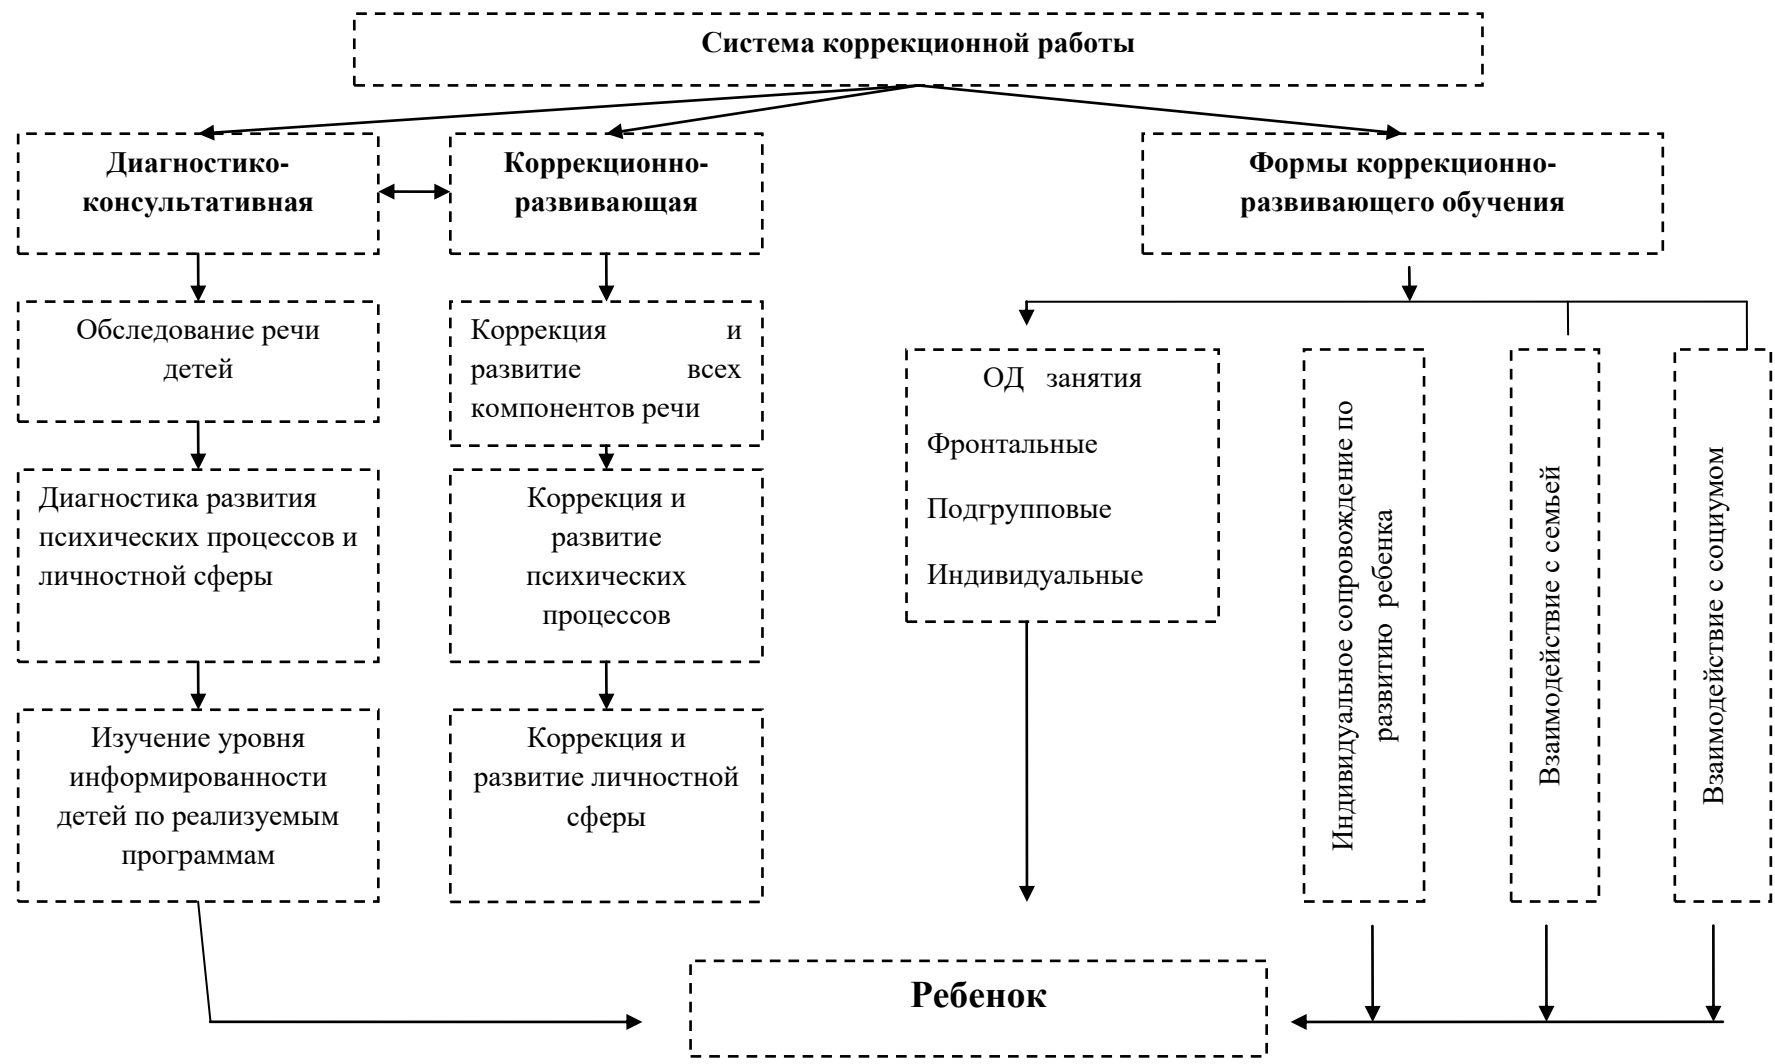 Система коррекционной работы
Диагностико-
консультативная
Коррекционно-
развивающая
Формы коррекционно-
развивающего обучения
Обследование речи
детей
Коррекция и
развитие всех
компонентов речи
ОД занятия
Фронтальные
Подгрупповые
Индивидуальные
Индивидуальное сопровождение по
развитию ребенка
Взаимодействие с семьей
Взаимодействие с социумом
Диагностика развития
психических процессов и
личностной сферы
Коррекция и
развитие
психических
процессов
Изучение уровня
информированности
детей по реализуемым
программам
Коррекция и
развитие личностной
сферы
Ребенок